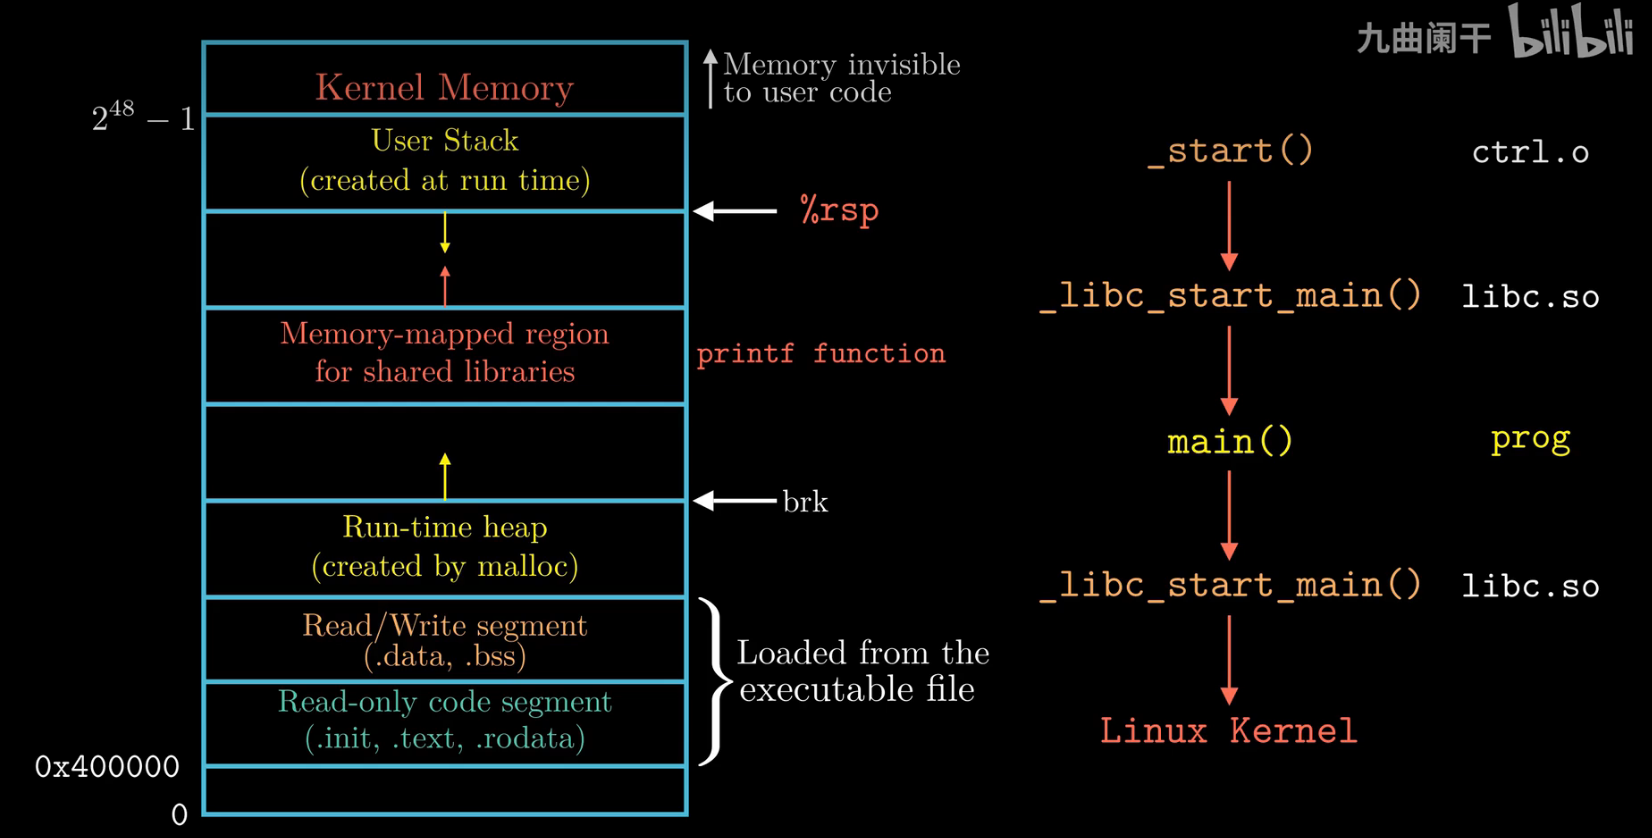 九曲阑干 bilibili
Kernel Memory
Memory invisible
to user code
2^48 − 1
User Stack
(created at run time)
%rsp
Memory-mapped region
for shared libraries
printf function
brk
Run-time heap
(created by malloc)
Read/Write segment
(.data, .bss)
Loaded from the
executable file
Read-only code segment
(.init, .text, .rodata)
0x400000
0
_start() ctrl.o
_libc_start_main() libc.so
main() prog
_libc_start_main() libc.so
Linux Kernel